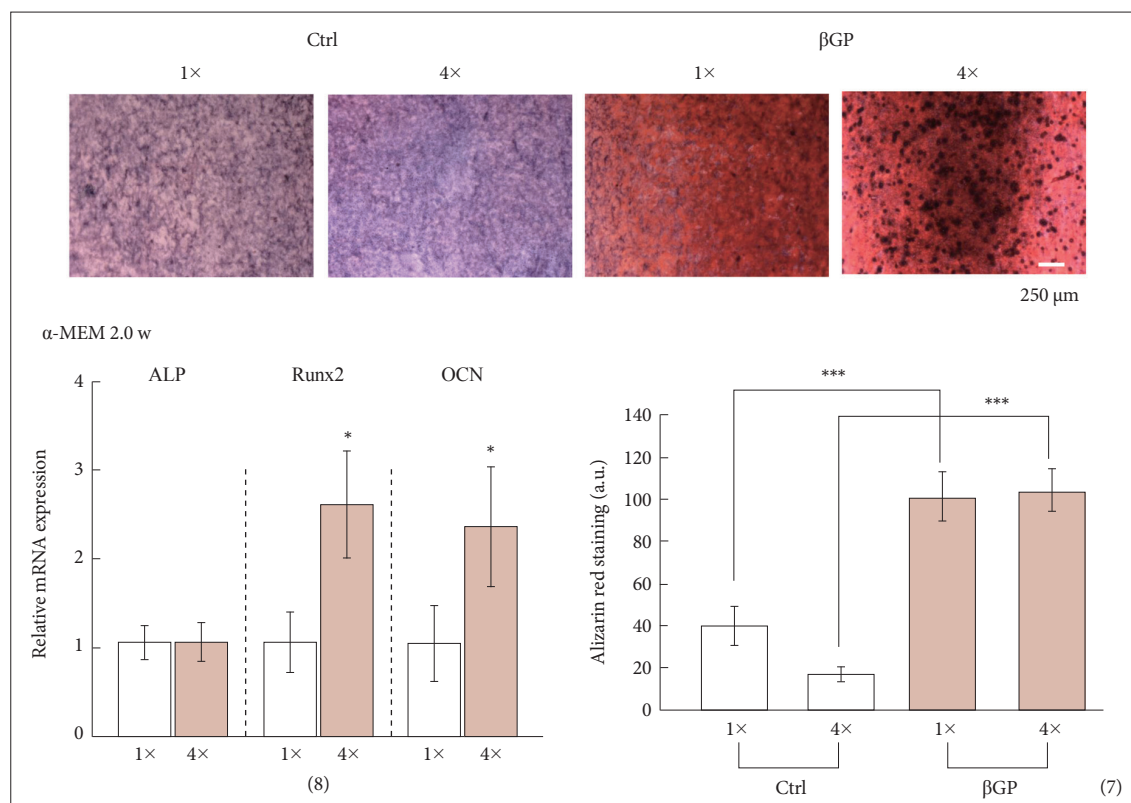 Ctrl βGP
1× 4× 1× 4×
250 μm
α-MEM 2.0 w
ALP Runx2 OCN
Relative mRNA expression
4
3
2
1
0
* *
1× 4× 1× 4× 1× 4×
(8)
*** ***
Alizarin red staining (a.u.)
140
120
100
80
60
40
20
0
1× 4× 1× 4×
Ctrl βGP
(7)